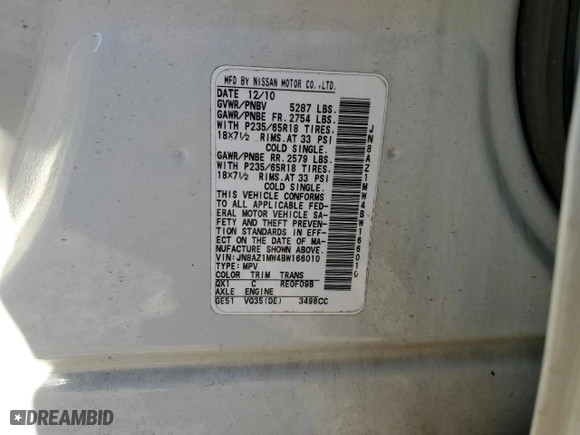 MFD BY NISSAN MOTOR CO.,LTD.
DATE 12/10
GVWR/PNBV 5287 LBS.
GAWR/PNBE FR. 2754 LBS.
WITH P235/65R18 TIRES.
18×7½ RIMS.AT 33 PSI
COLD SINGLE.
GAWR/PNBE RR. 2579 LBS.
WITH P235/65R18 TIRES.
18×7½ RIMS.AT 33 PSI
COLD SINGLE.
THIS VEHICLE CONFORMS
TO ALL APPLICABLE FED-
ERAL MOTOR VEHICLE SA-
FETY AND THEFT PREVEN-
TION STANDARDS IN EFF-
ECT ON THE DATE OF MA-
NUFACTURE SHOWN ABOVE.
VIN: JN8AZ1MW4BW166010
TYPE: MPV
COLOR TRIM TRANS
QX1 C RE0F09B
AXLE ENGINE
GE51 VQ35(DE) 3498CC
JN8AZ1MW4BW166010
DREAMBID